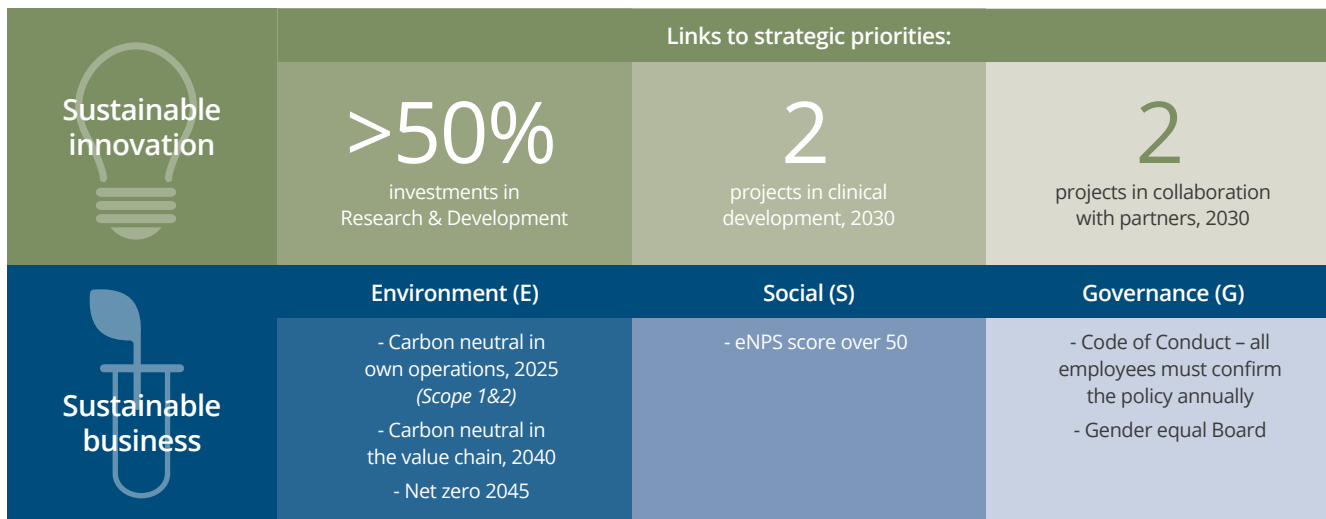 Sustainable
innovation
Links to strategic priorities:
>50%
investments in
Research & Development
2
projects in clinical
development, 2030
2
projects in collaboration
with partners, 2030
Sustainable
business
Environment (E)
- Carbon neutral in
own operations, 2025
(Scope 1&2)
- Carbon neutral in
the value chain, 2040
- Net zero 2045
Social (S)
- eNPS score over 50
Governance (G)
- Code of Conduct – all
employees must confirm
the policy annually
- Gender equal Board